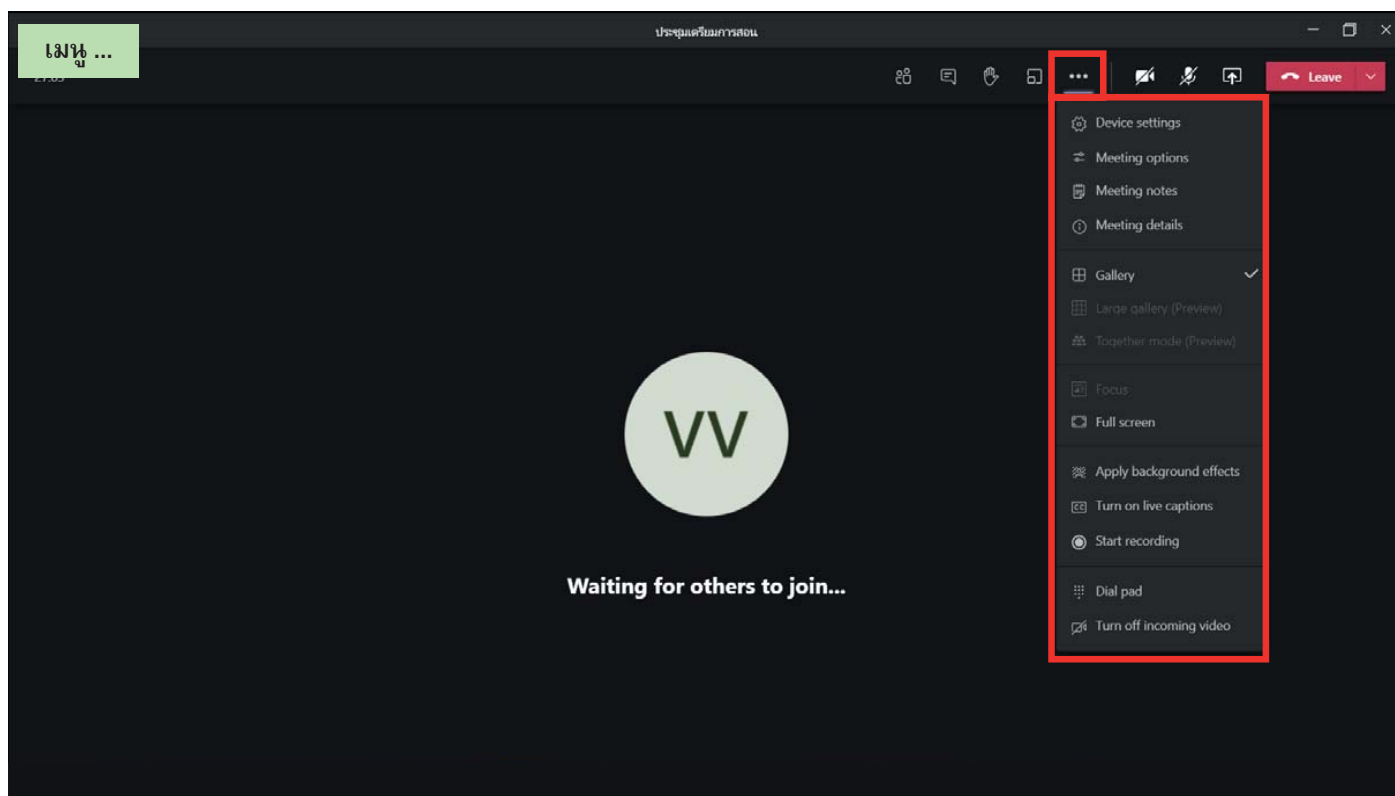 ประชุมเตรียมการสอน
เมนู ...
Leave
Device settings
Meeting options
Meeting notes
Meeting details
Gallery
Large gallery (Preview)
Together mode (Preview)
Focus
Full screen
Apply background effects
CC Turn on live captions
Start recording
Dial pad
Turn off incoming video
VV
Waiting for others to join...